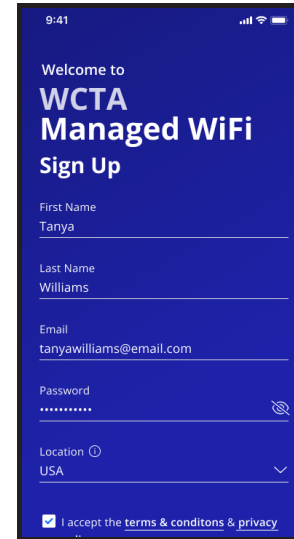 9:41
Welcome to
WCTA
Managed WiFi
Sign Up
First Name
Tanya
Last Name
Williams
Email
tanyawilliams@email.com
Password
•••••••••••
Location
USA
I accept the terms & conditons & privacy